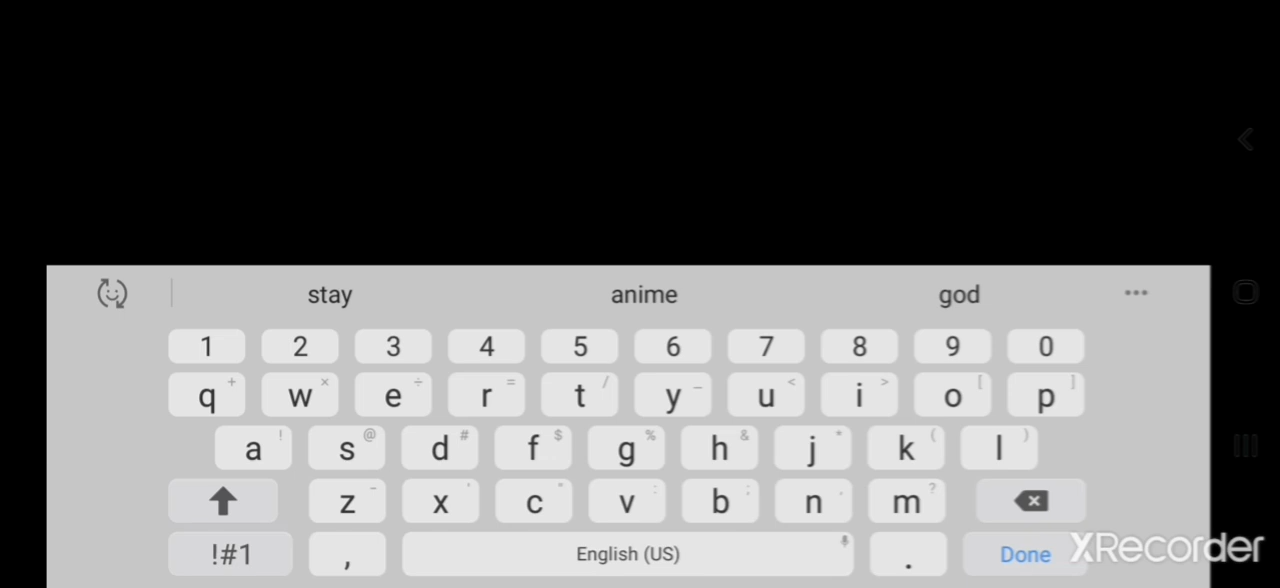 stay anime god ...
1 2 3 4 5 6 7 8 9 0
q + w × e ÷ r = t / y _ u < i > o [ p ]
a ! s @ d # f $ g % h & j * k ( l )
z - x ' c " v : b ; n , m ?
!#1 , English (US) . Done
XRecorder